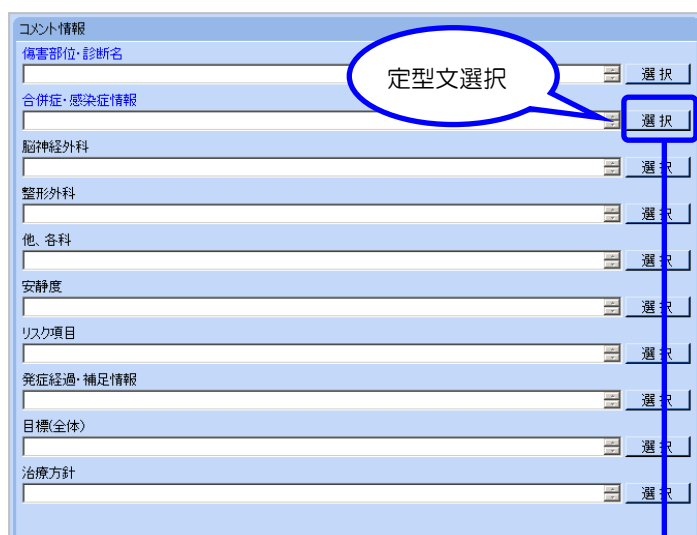 コメント情報
傷害部位・診断名
選択
定型文選択
合併症・感染症情報
選択
脳神経外科
選択
整形外科
選択
他、各科
選択
安静度
選択
リスク項目
選択
発症経過・補足情報
選択
目標(全体)
選択
治療方針
選択